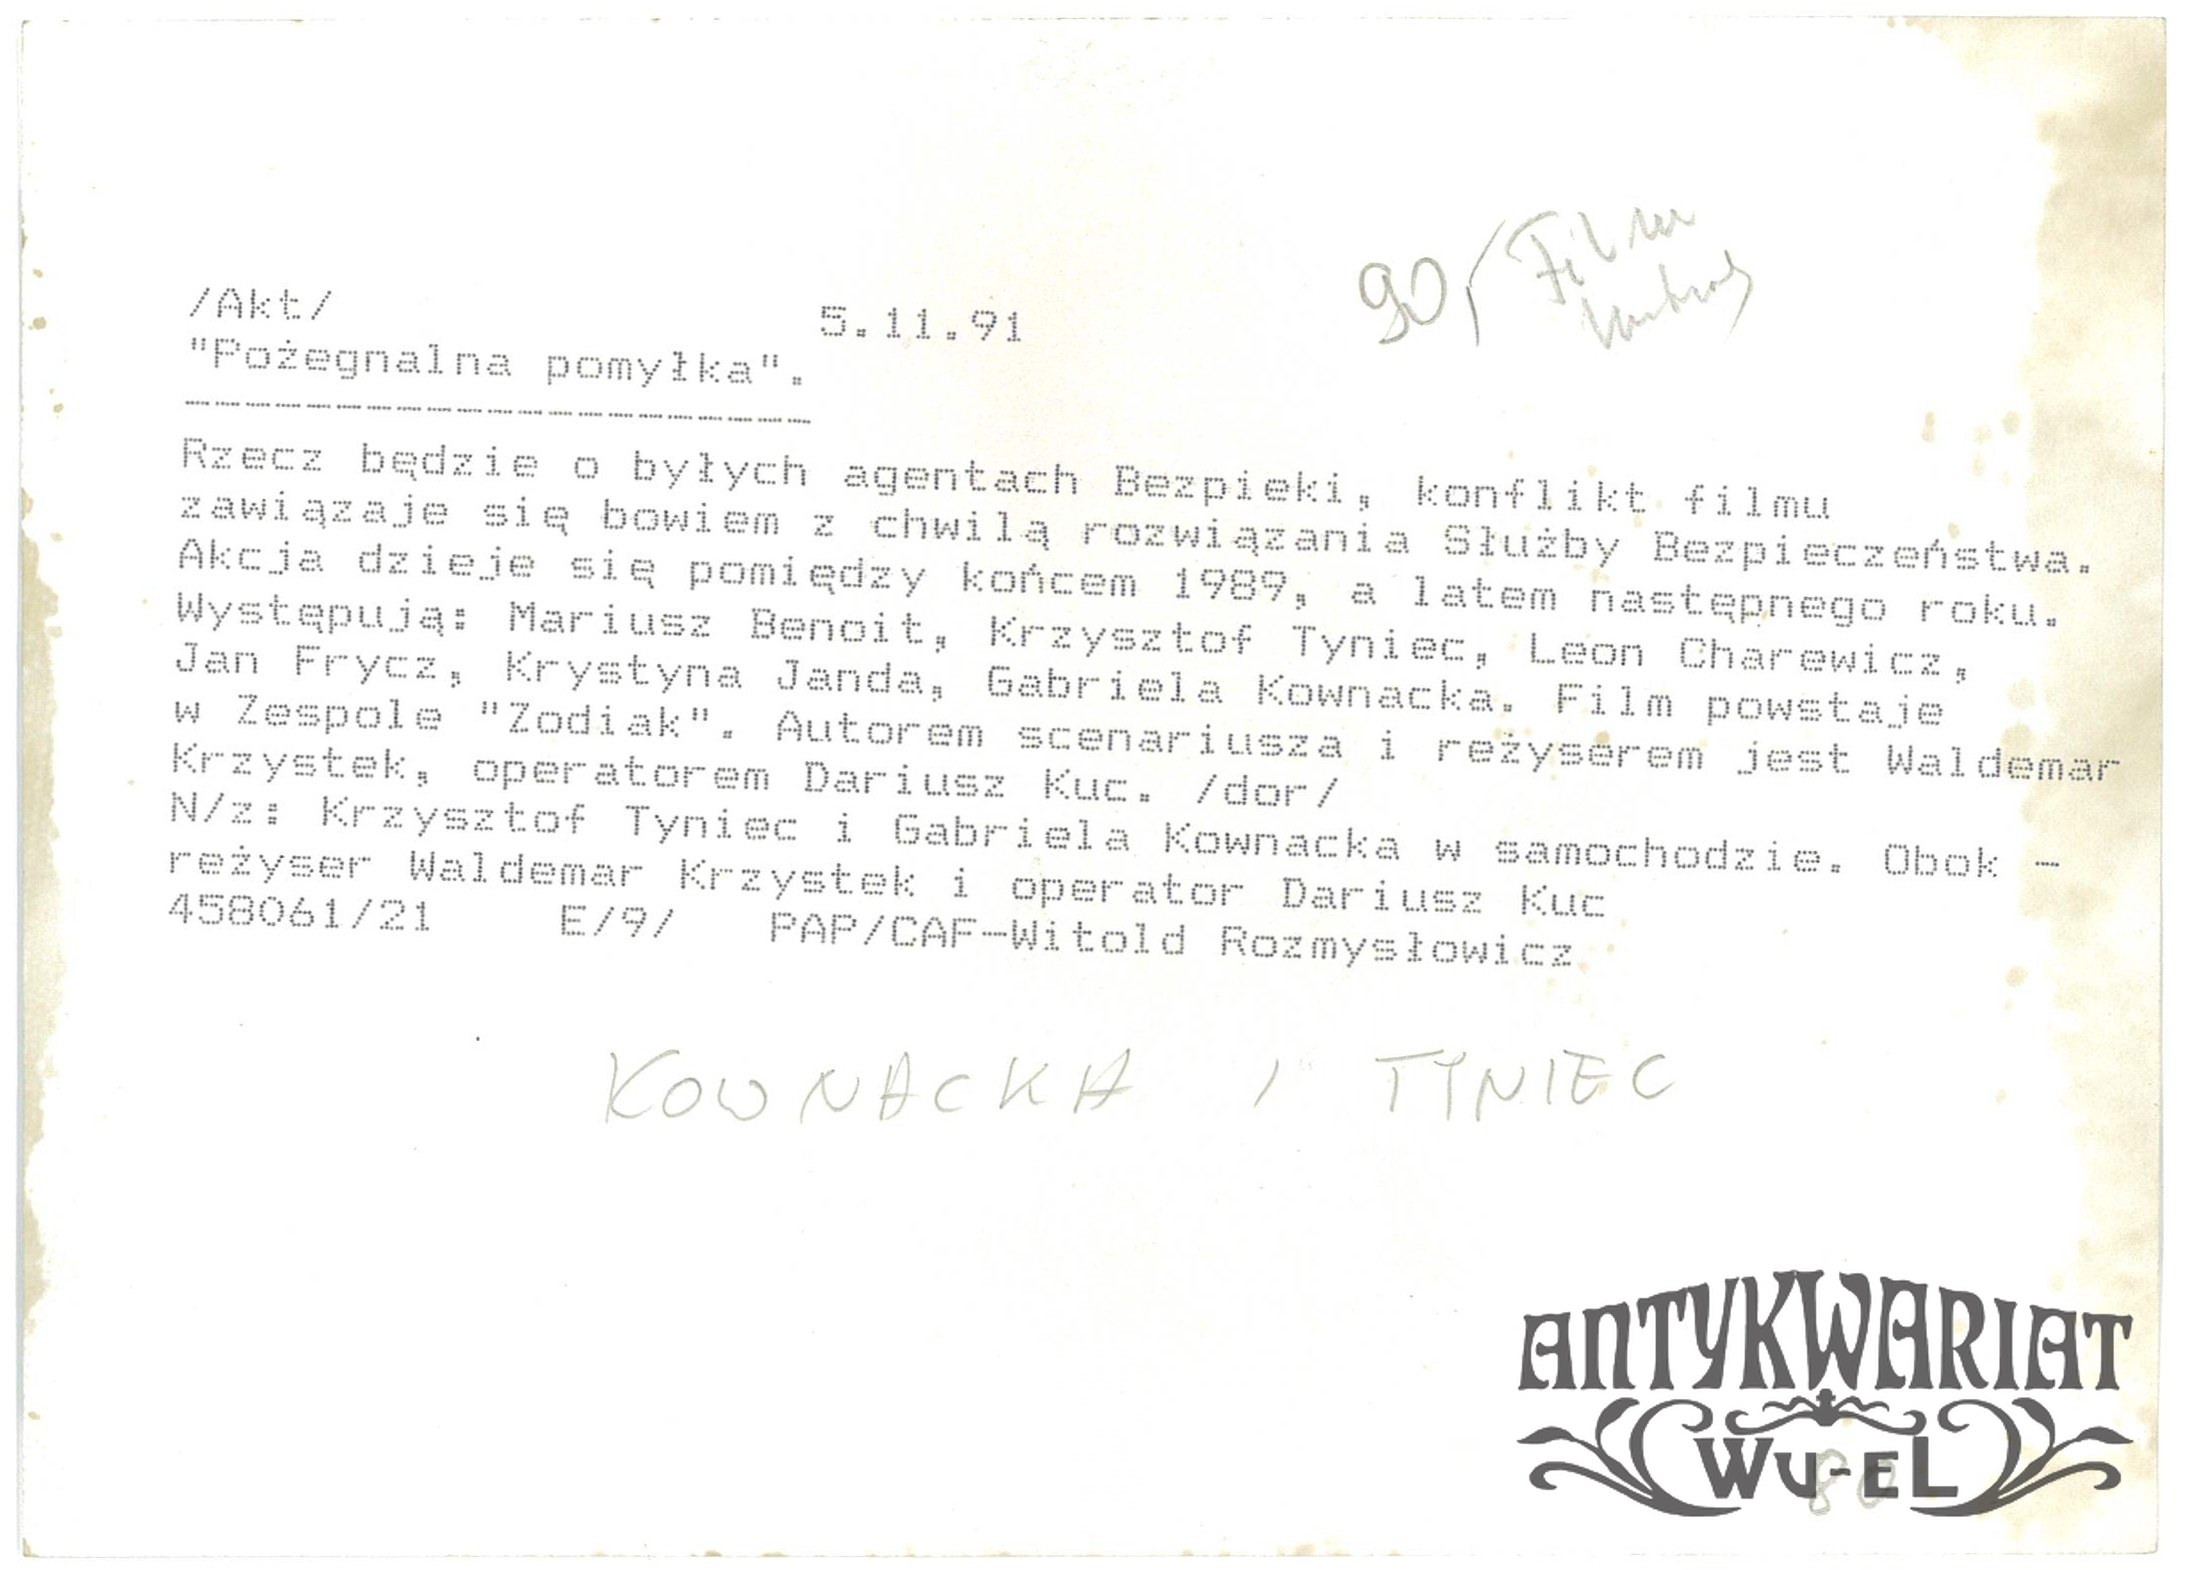 /Akt/ 5.11.91
"Pożegnalna pomyłka".
Rzecz będzie o byłych agentach Bezpieki, konflikt filmu
zawiązaje się bowiem z chwilą rozwiązania Służby Bezpieczeństwa.
Akcja dzieje się pomiędzy końcem 1989, a latem następnego roku.
Występują: Mariusz Benoit, Krzysztof Tyniec, Leon Charewicz,
Jan Frycz, Krystyna Janda, Gabriela Kownacka. Film powstaje
w Zespole "Zodiak". Autorem scenariusza i reżyserem jest Waldemar
Krzystek, operatorem Dariusz Kuc. /dor/
N/z: Krzysztof Tyniec i Gabriela Kownacka w samochodzie. Obok -
reżyser Waldemar Krzystek i operator Dariusz Kuc
458061/21 E/9/ PAP/CAF-Witold Rozmysłowicz
90
KOWNACKA i TYNIEC
ANTYKWARIAT
WU-EL
80